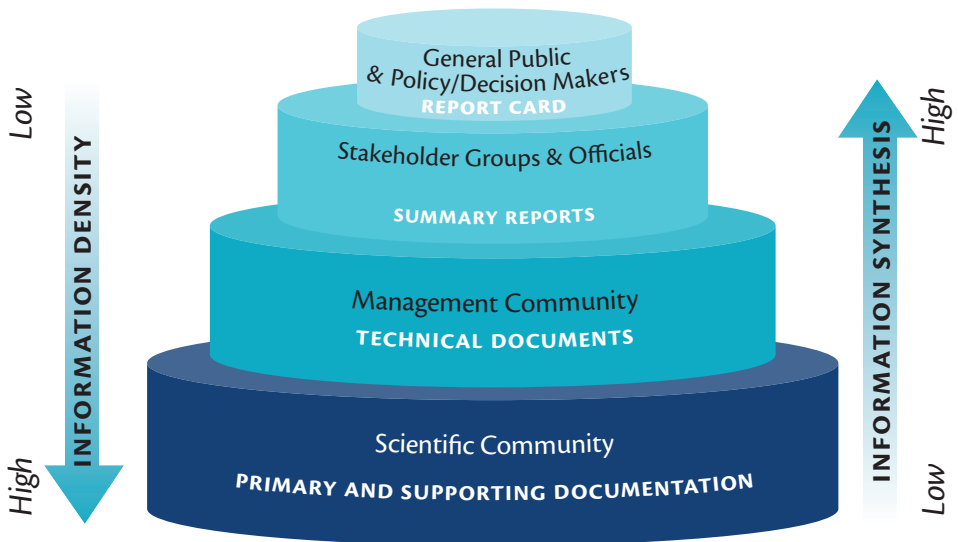 General Public
& Policy/Decision Makers
REPORT CARD
Stakeholder Groups & Officials
SUMMARY REPORTS
Management Community
TECHNICAL DOCUMENTS
Scientific Community
PRIMARY AND SUPPORTING DOCUMENTATION
Low
INFORMATION DENSITY
High
High
INFORMATION SYNTHESIS
Low